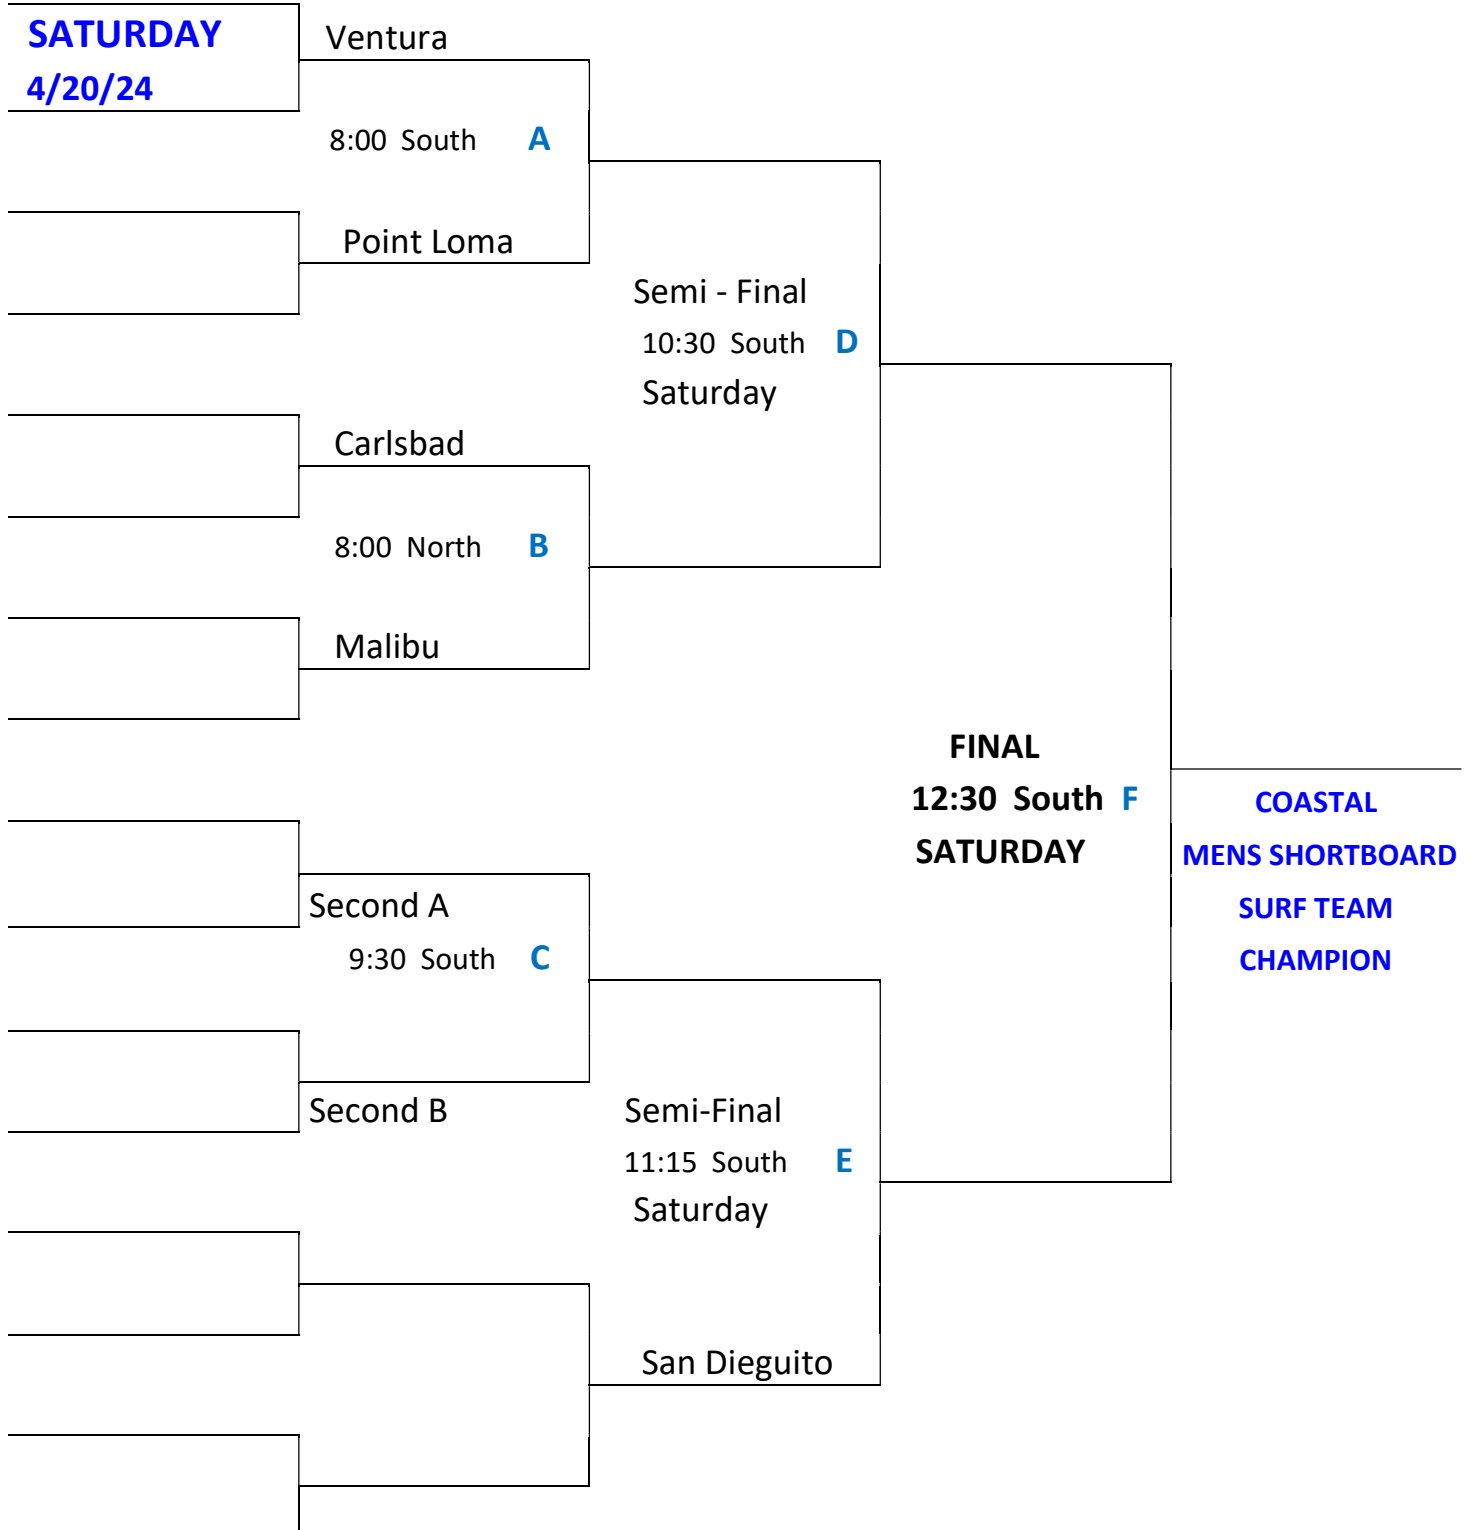 SATURDAY
4/20/24
Ventura
8:00 South A
Point Loma
Semi - Final
10:30 South D
Saturday
Carlsbad
8:00 North B
Malibu
FINAL
12:30 South F
SATURDAY
COASTAL
MENS SHORTBOARD
SURF TEAM
CHAMPION
Second A
9:30 South C
Second B
Semi-Final
11:15 South E
Saturday
San Dieguito